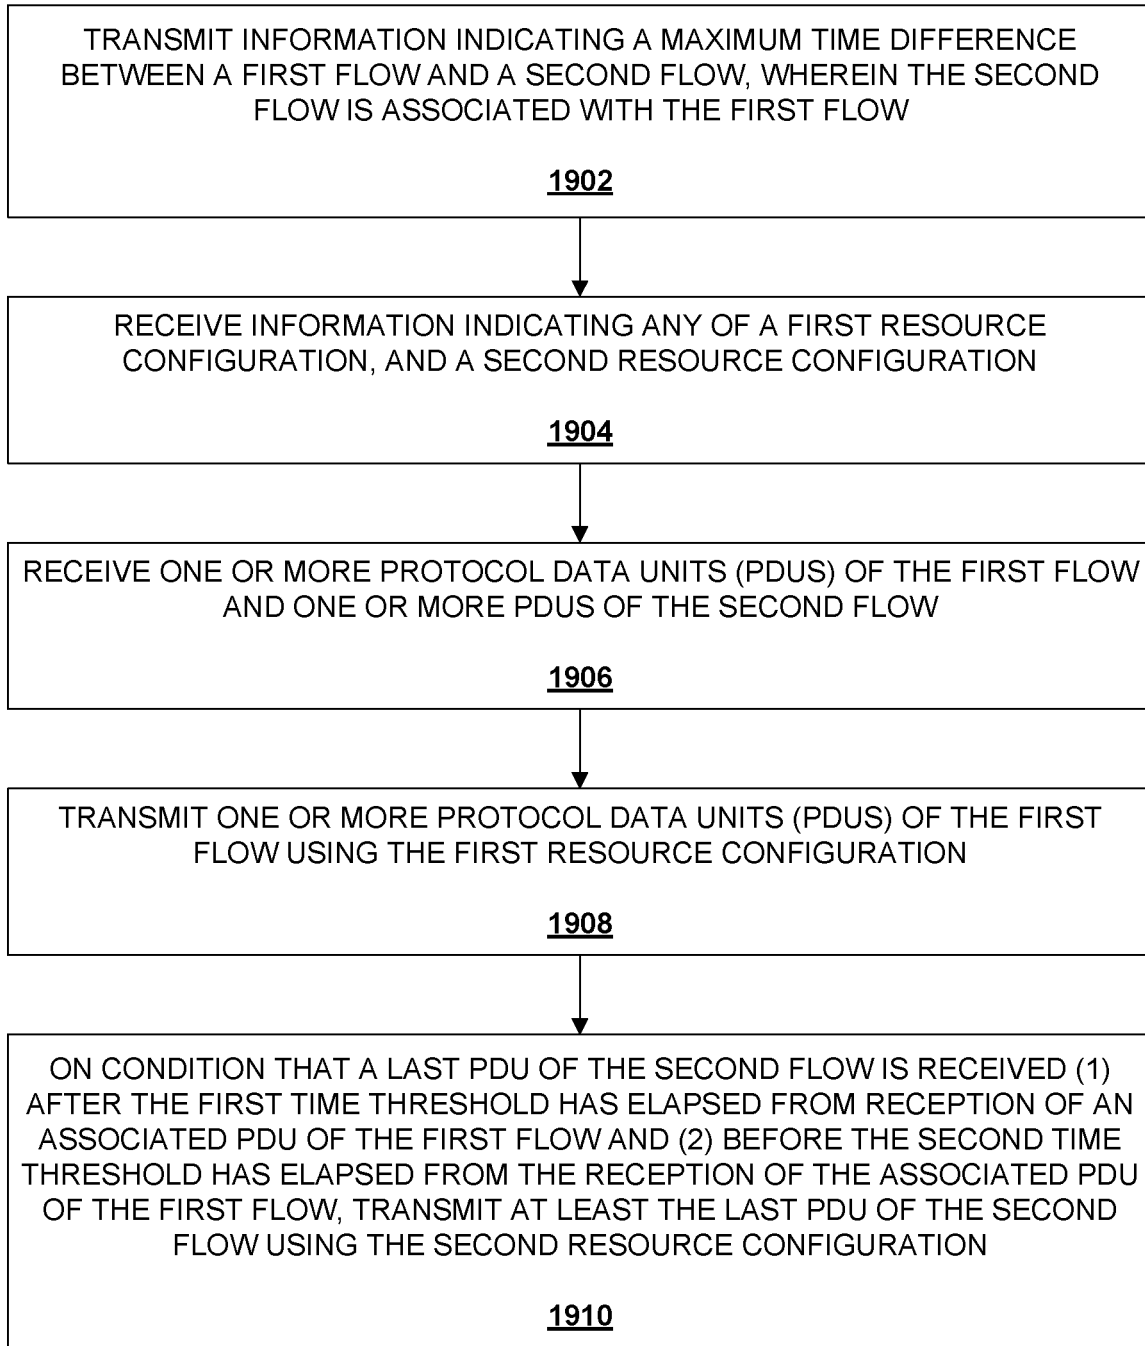 TRANSMIT INFORMATION INDICATING A MAXIMUM TIME DIFFERENCE
BETWEEN A FIRST FLOW AND A SECOND FLOW, WHEREIN THE SECOND
FLOW IS ASSOCIATED WITH THE FIRST FLOW
1902
RECEIVE INFORMATION INDICATING ANY OF A FIRST RESOURCE
CONFIGURATION, AND A SECOND RESOURCE CONFIGURATION
1904
RECEIVE ONE OR MORE PROTOCOL DATA UNITS (PDUS) OF THE FIRST FLOW
AND ONE OR MORE PDUS OF THE SECOND FLOW
1906
TRANSMIT ONE OR MORE PROTOCOL DATA UNITS (PDUS) OF THE FIRST
FLOW USING THE FIRST RESOURCE CONFIGURATION
1908
ON CONDITION THAT A LAST PDU OF THE SECOND FLOW IS RECEIVED (1)
AFTER THE FIRST TIME THRESHOLD HAS ELAPSED FROM RECEPTION OF AN
ASSOCIATED PDU OF THE FIRST FLOW AND (2) BEFORE THE SECOND TIME
THRESHOLD HAS ELAPSED FROM THE RECEPTION OF THE ASSOCIATED PDU
OF THE FIRST FLOW, TRANSMIT AT LEAST THE LAST PDU OF THE SECOND
FLOW USING THE SECOND RESOURCE CONFIGURATION
1910